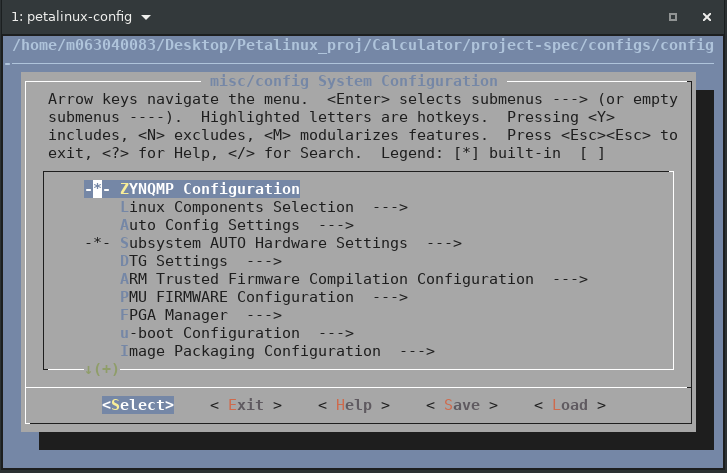 1: petalinux-config
/home/m063040083/Desktop/Petalinux_proj/Calculator/project-spec/configs/config
misc/config System Configuration
Arrow keys navigate the menu.  <Enter> selects submenus ---> (or empty
submenus ----).  Highlighted letters are hotkeys.  Pressing <Y>
includes, <N> excludes, <M> modularizes features.  Press <Esc><Esc> to
exit, <?> for Help, </> for Search.  Legend: [*] built-in  [ ]
-*- ZYNQMP Configuration
Linux Components Selection  --->
Auto Config Settings  --->
-*- Subsystem AUTO Hardware Settings  --->
DTG Settings  --->
ARM Trusted Firmware Compilation Configuration  --->
PMU FIRMWARE Configuration  --->
FPGA Manager  --->
u-boot Configuration  --->
Image Packaging Configuration  --->
↓(+)
<Select>    < Exit >    < Help >    < Save >    < Load >